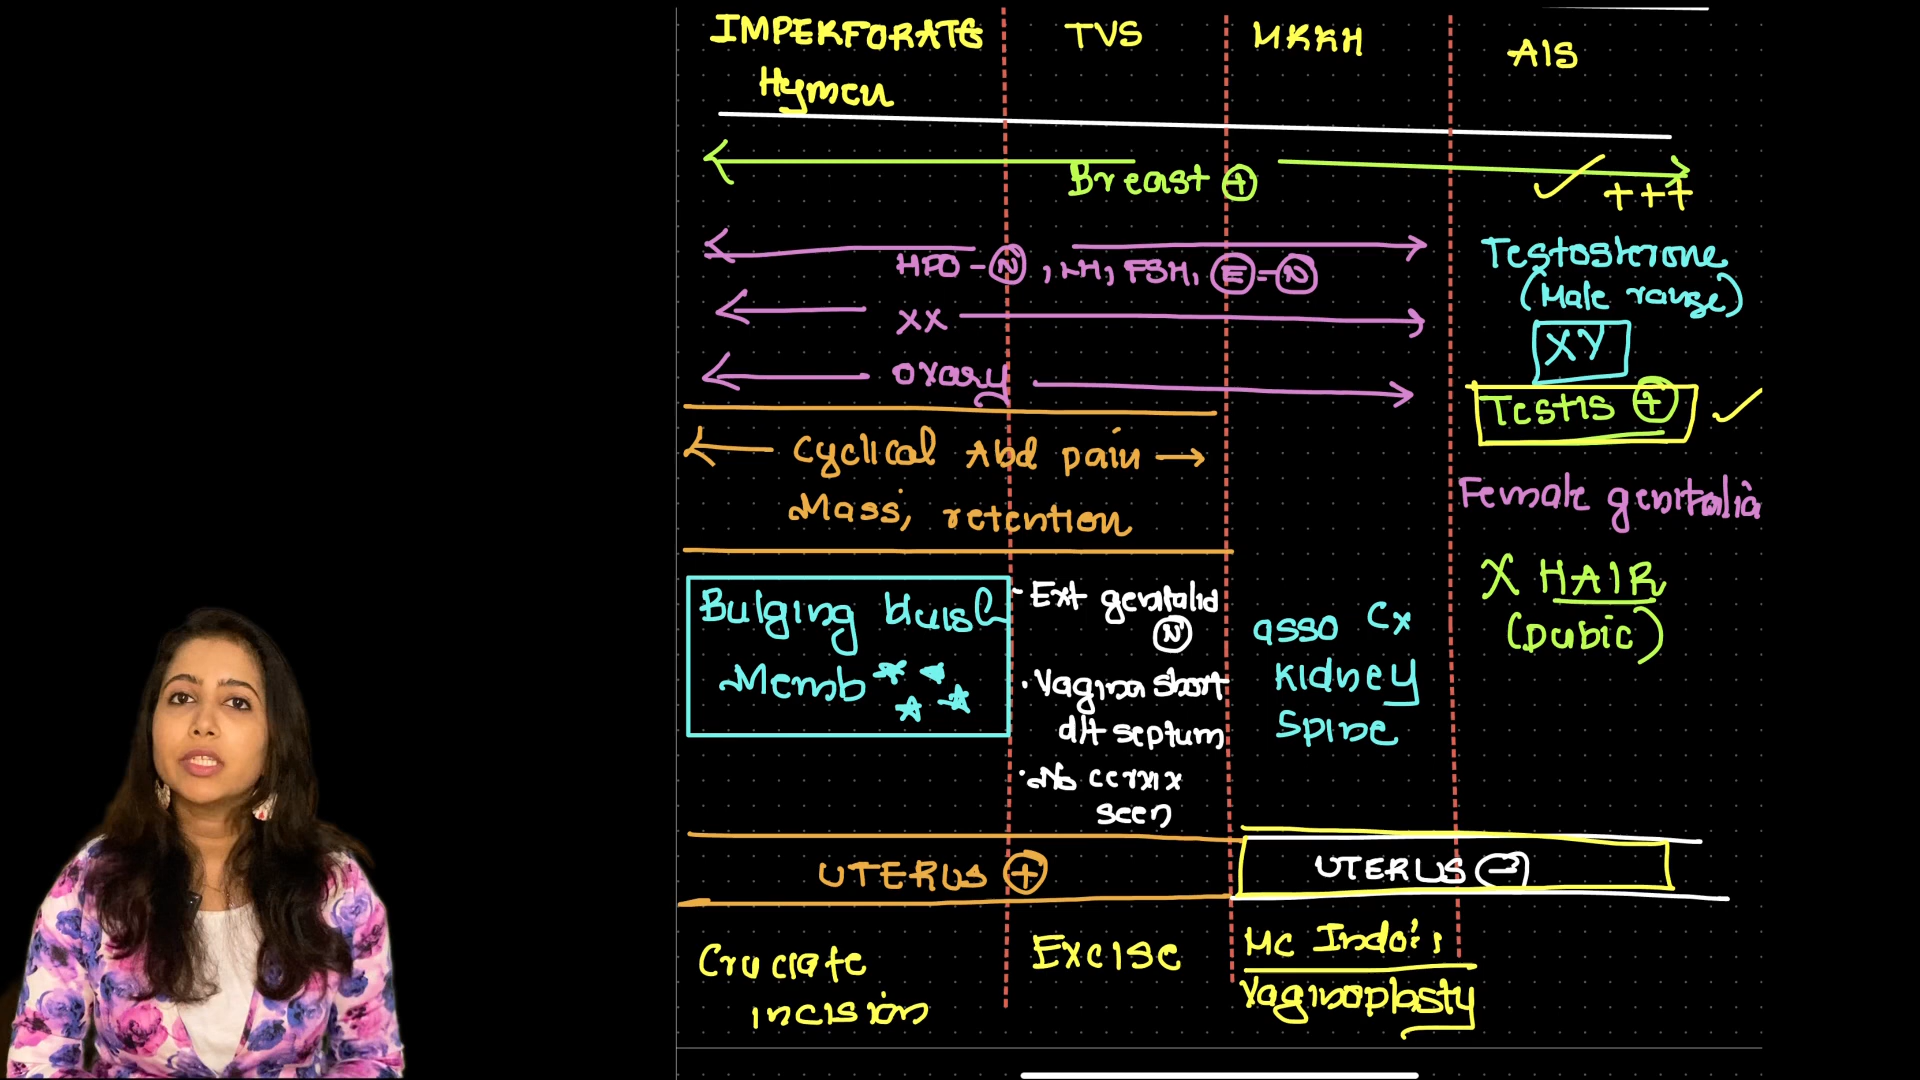 IMPERFORATE
Hymen
TVS
MRKH
AIS
Breast +
+++
HPO - N , LH, FSH, E = N
XX
ovary
Testosterone
(Male range)
XY
Testis +
Cyclical Abd pain
Mass, retention
Female genitalia
X HAIR
(pubic)
Bulging bluish
Memb
- Ext genitalia
N
· Vagina short
d/t septum
· No cervix
seen
asso Cx
Kidney
Spine
UTERUS +
UTERUS -
Cruciate
incision
Excise
Mc Indo's
Vaginoplasty